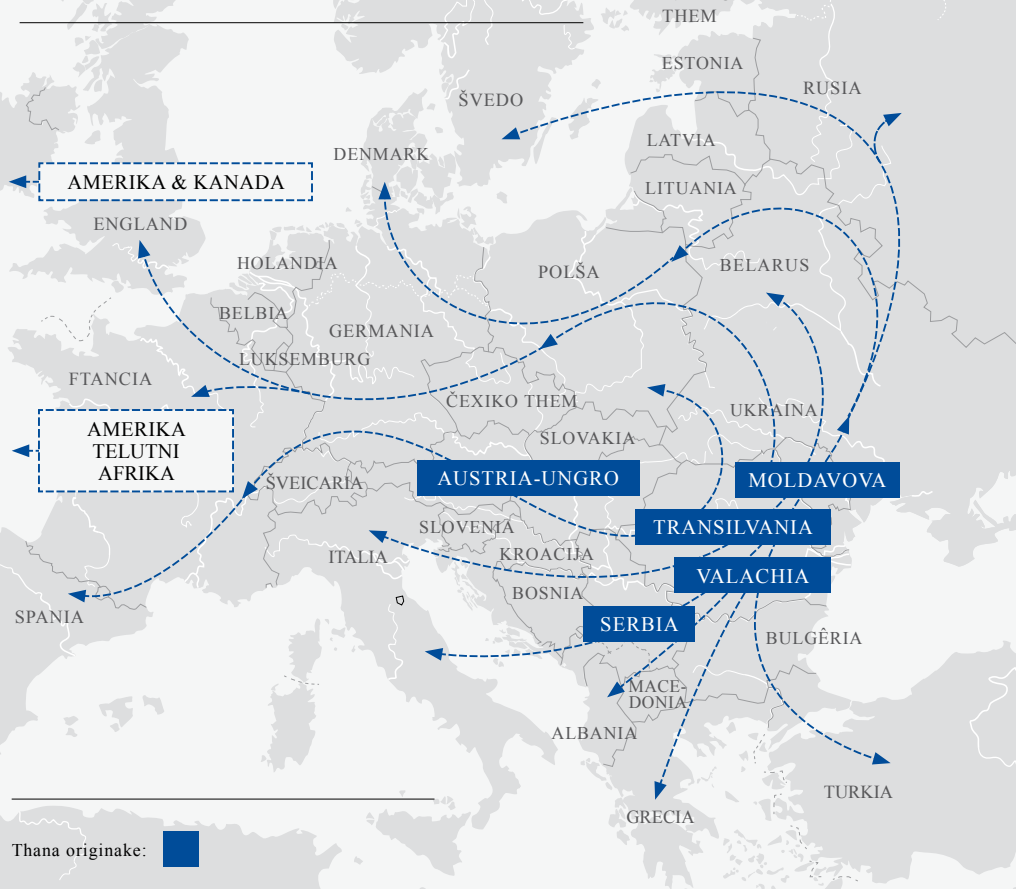 THEM
ESTONIA
RUSIA
ŠVEDO
LATVIA
DENMARK
AMERIKA & KANADA
LITUANIA
ENGLAND
HOLANDIA
POLŠA
BELARUS
BELBIA
GERMANIA
LUKSEMBURG
FTANCIA
ČEXIKO THEM
UKRAINA
AMERIKA
TELUTNI
AFRIKA
SLOVAKIA
AUSTRIA-UNGRO
MOLDAVOVA
ŠVEICARIA
SLOVENIA
TRANSILVANIA
ITALIA
KROACIJA
VALACHIA
BOSNIA
SPANIA
SERBIA
BULGÊRIA
MACE-
DONIA
ALBANIA
TURKIA
GRECIA
Thana originake: